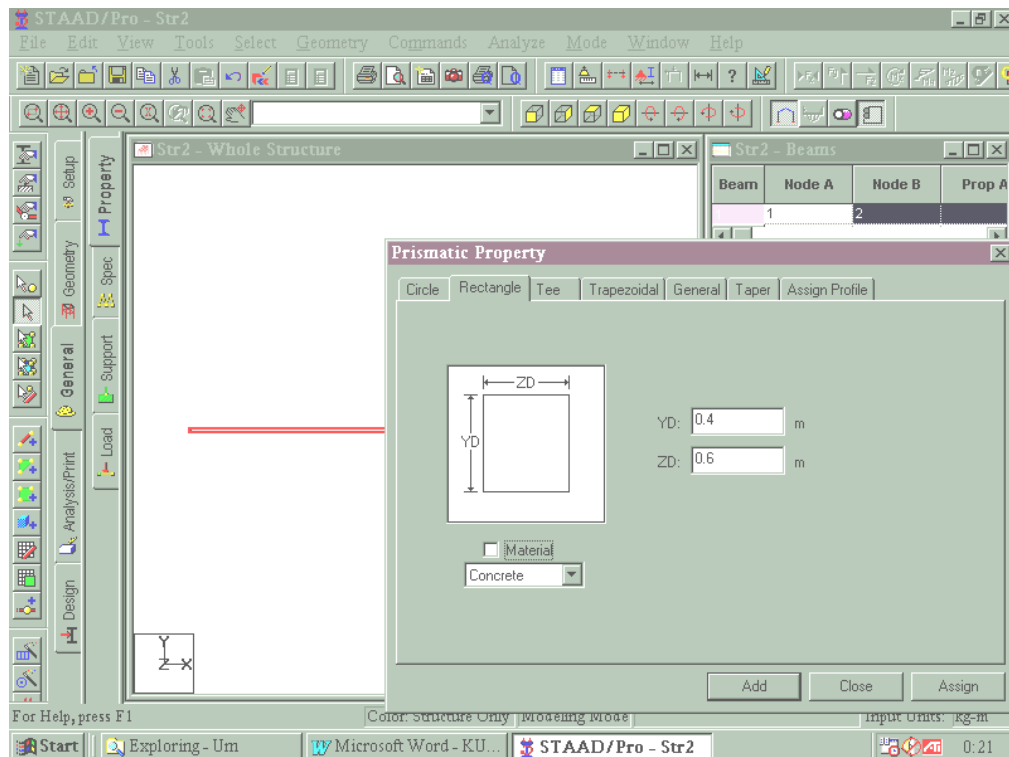 STAAD/Pro - Str2
File Edit View Tools Select Geometry Commands Analyze Mode Window Help
Str2 - Whole Structure
Str2 - Beams
Beam Node A Node B Prop A
1 2
Setup
Geometry
General
Analysis/Print
Design
Property
Spec
Support
Load
Prismatic Property
Circle Rectangle Tee Trapezoidal General Taper Assign Profile
ZD
YD
YD: 0.4 m
ZD: 0.6 m
Material
Concrete
Add Close Assign
Y
Z X
For Help, press F1 Color: Structure Only Modeling Mode Input Units: kg-m
Start Exploring - Um Microsoft Word - KU... STAAD/Pro - Str2 0:21